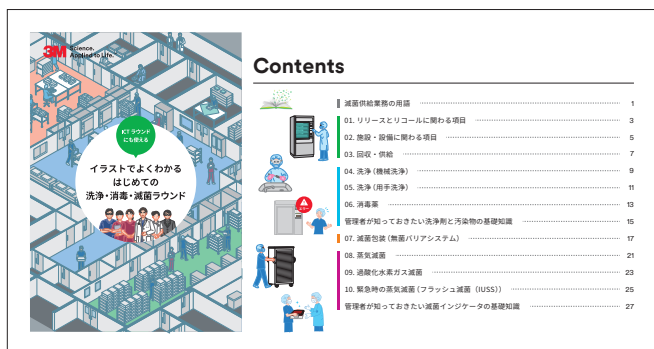 3M Science.
Applied to Life.
ICT ラウンド
にも使える
イラストでよくわかる
はじめての
洗浄・消毒・滅菌ラウンド
Contents
滅菌供給業務の用語 1
01. リリースとリコールに関わる項目 3
02. 施設・設備に関わる項目 5
03. 回収・供給 7
04. 洗浄(機械洗浄) 9
05. 洗浄(用手洗浄) 11
06. 消毒薬 13
管理者が知っておきたい洗浄剤と汚染物の基礎知識 15
07. 滅菌包装(無菌バリアシステム) 17
08. 蒸気滅菌 21
09. 過酸化水素ガス滅菌 23
10. 緊急時の蒸気滅菌(フラッシュ滅菌(IUSS)) 25
管理者が知っておきたい滅菌インジケータの基礎知識 27